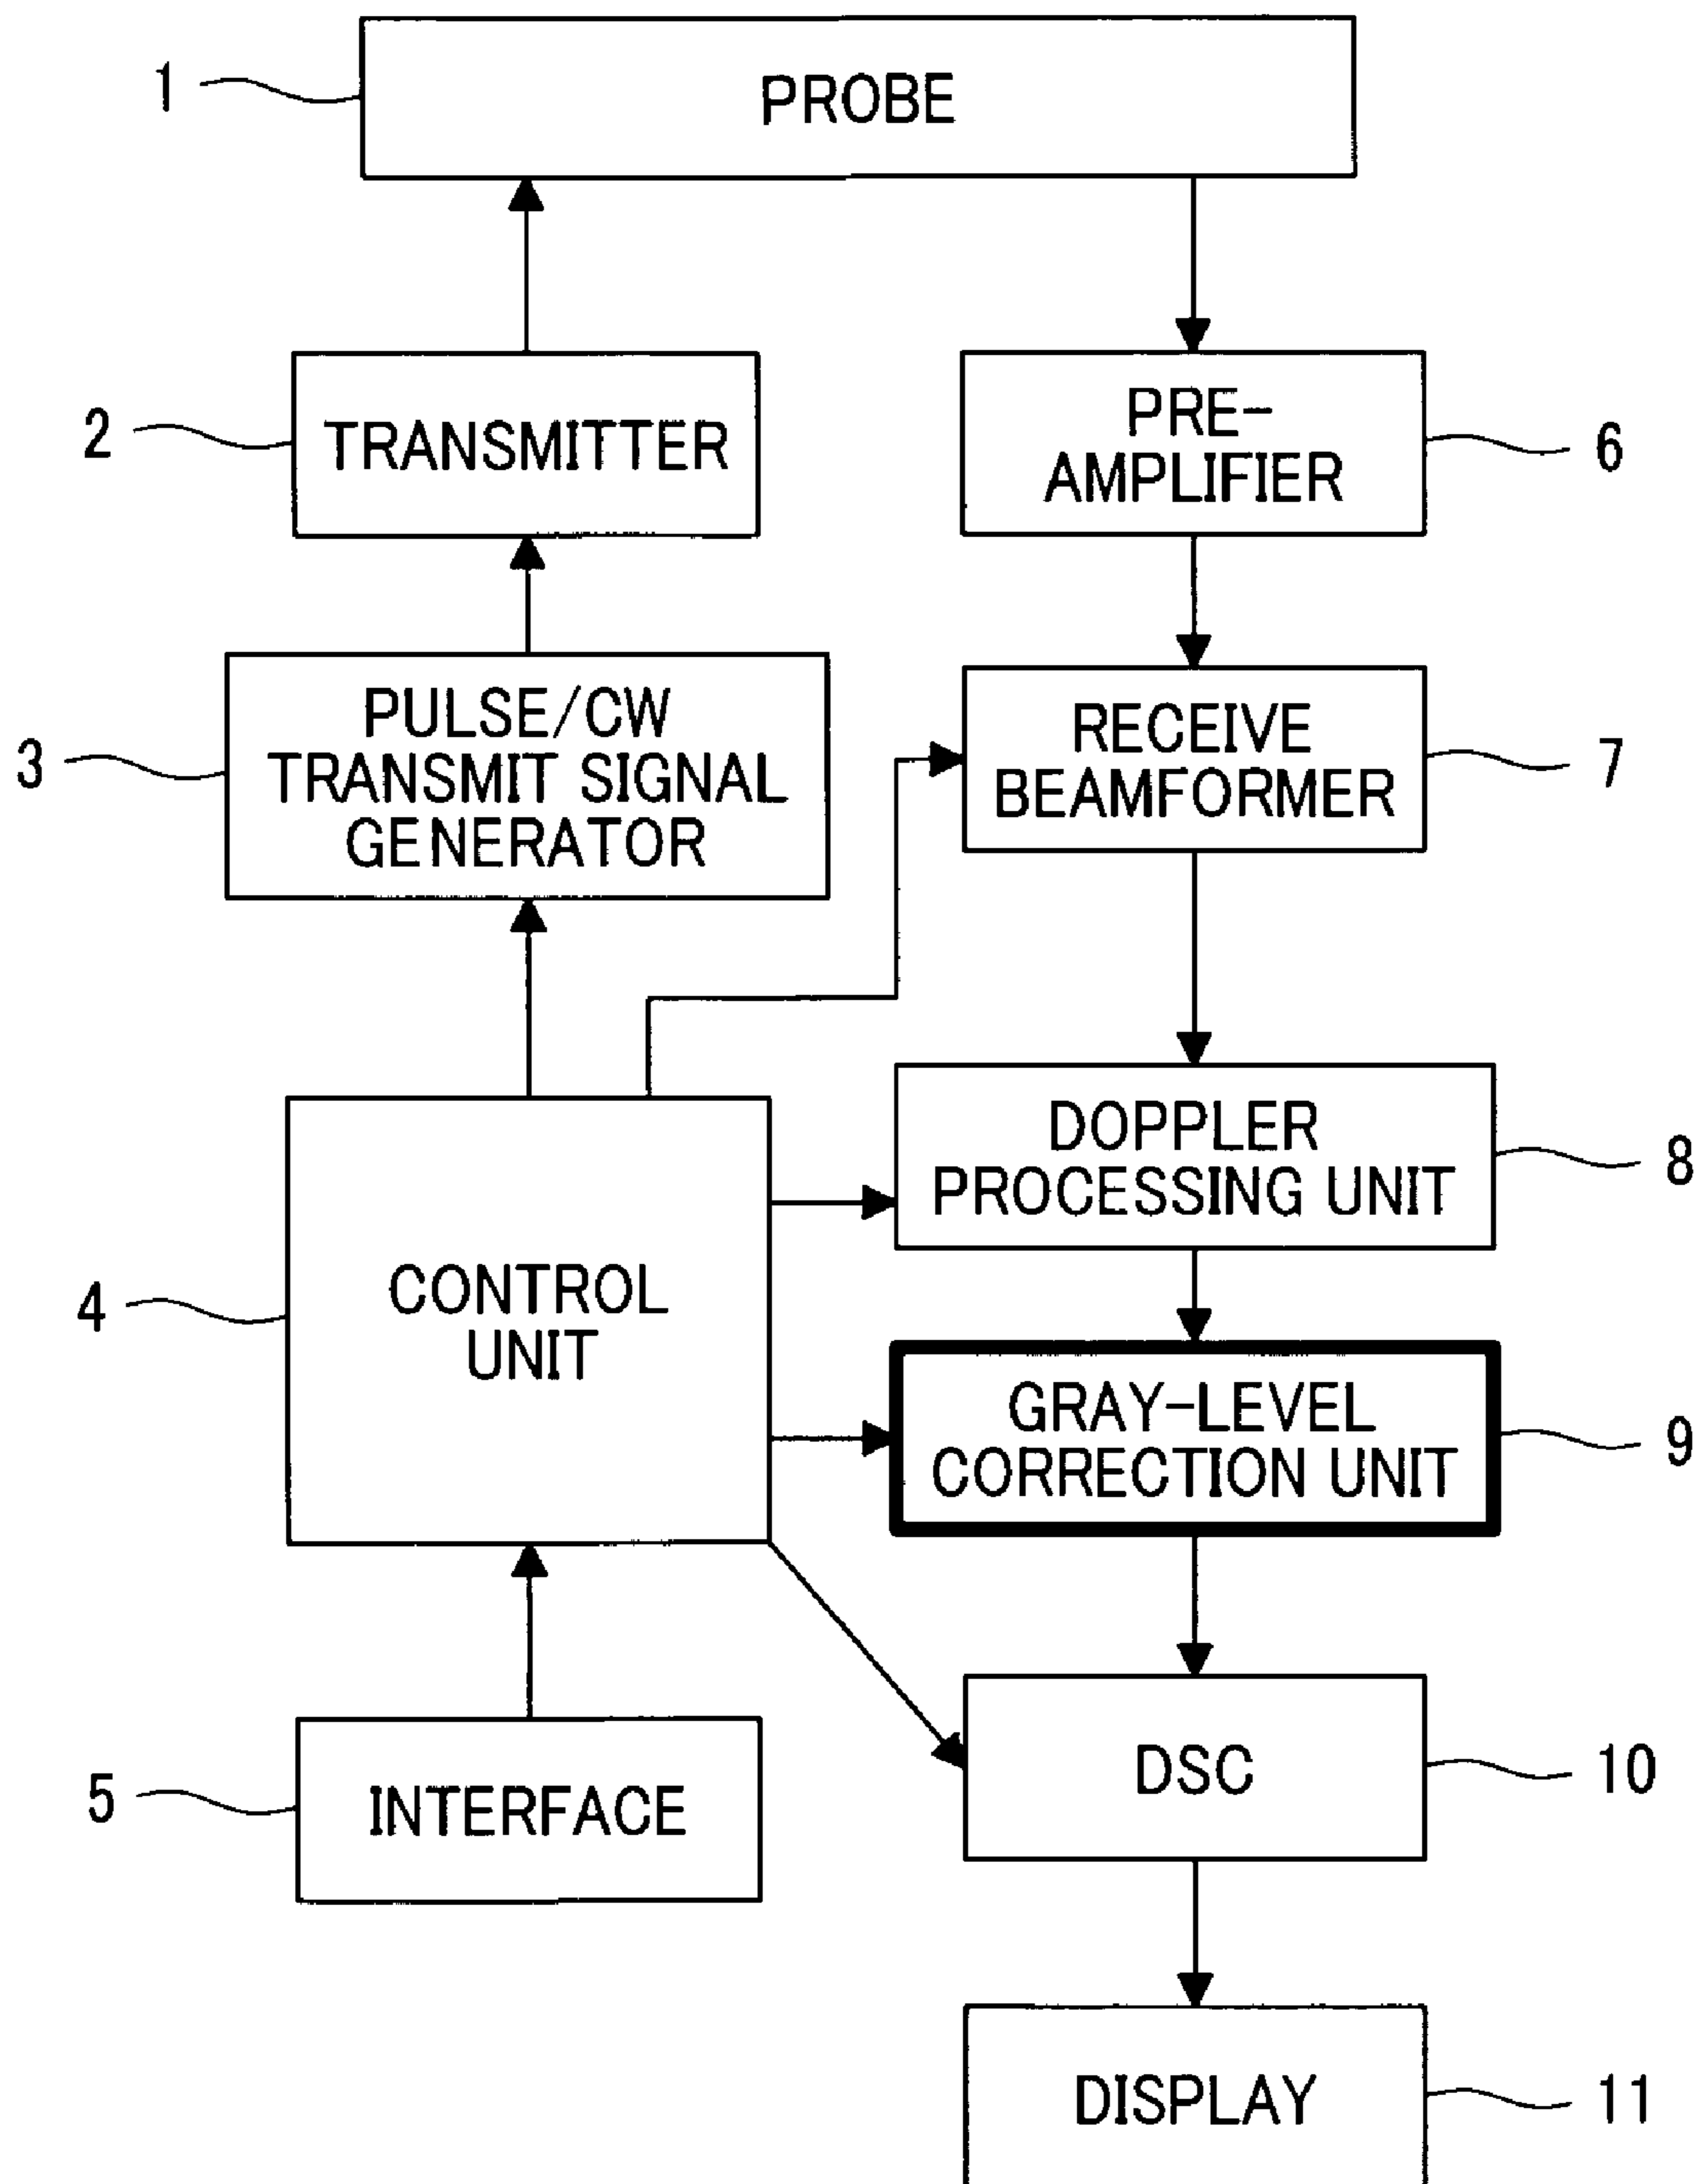 1
PROBE
2
TRANSMITTER
PRE-
AMPLIFIER
6
3
PULSE/CW
TRANSMIT SIGNAL
GENERATOR
RECEIVE
BEAMFORMER
7
DOPPLER
PROCESSING UNIT
8
4
CONTROL
UNIT
GRAY-LEVEL
CORRECTION UNIT
9
5
INTERFACE
DSC
10
DISPLAY
11